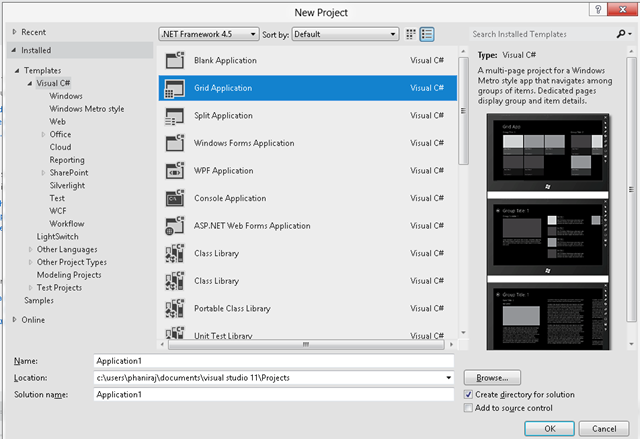 New Project
?
Recent
Installed
Templates
Visual C#
Windows
Windows Metro style
Web
Office
Cloud
Reporting
SharePoint
Silverlight
Test
WCF
Workflow
LightSwitch
Other Languages
Other Project Types
Modeling Projects
Test Projects
Samples
Online
.NET Framework 4.5 Sort by: Default
Blank Application Visual C#
Grid Application Visual C#
Split Application Visual C#
Windows Forms Application Visual C#
WPF Application Visual C#
Console Application Visual C#
ASP.NET Web Forms Application Visual C#
Class Library Visual C#
Class Library Visual C#
Portable Class Library Visual C#
Unit Test Library Visual C#
Search Installed Templates
Type: Visual C#
A multi-page project for a Windows
Metro style app that navigates among
groups of items. Dedicated pages
display group and item details.
Grid App
Group Title 1
Group Title 1
Name: Application1
Location: c:\users\phaniraj\documents\visual studio 11\Projects
Browse...
Solution name: Application1
Create directory for solution
Add to source control
OK Cancel